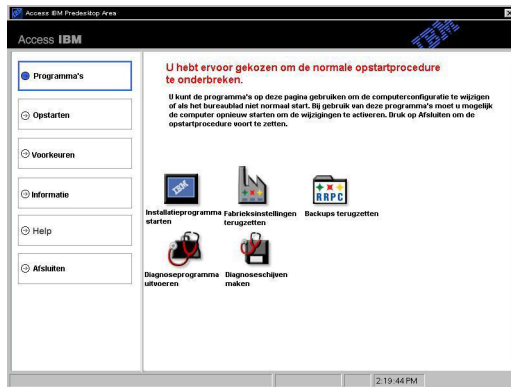 Access IBM Predesktop Area
Access IBM
IBM
Programma's
Opstarten
Voorkeuren
Informatie
Help
Afsluiten
U hebt ervoor gekozen om de normale opstartprocedure
te onderbreken.
U kunt de programma's op deze pagina gebruiken om de computerconfiguratie te wijzigen
of als het bureaublad niet normaal start. Bij gebruik van deze programma's moet u mogelijk
de computer opnieuw starten om de wijzigingen te activeren. Druk op Afsluiten om de
opstartprocedure voort te zetten.
IBM
RRPC
Installatieprogramma
starten
Fabrieksinstellingen
terugzetten
Backups terugzetten
Diagnoseprogramma
uitvoeren
Diagnoseschijven
maken
2:19:44 PM